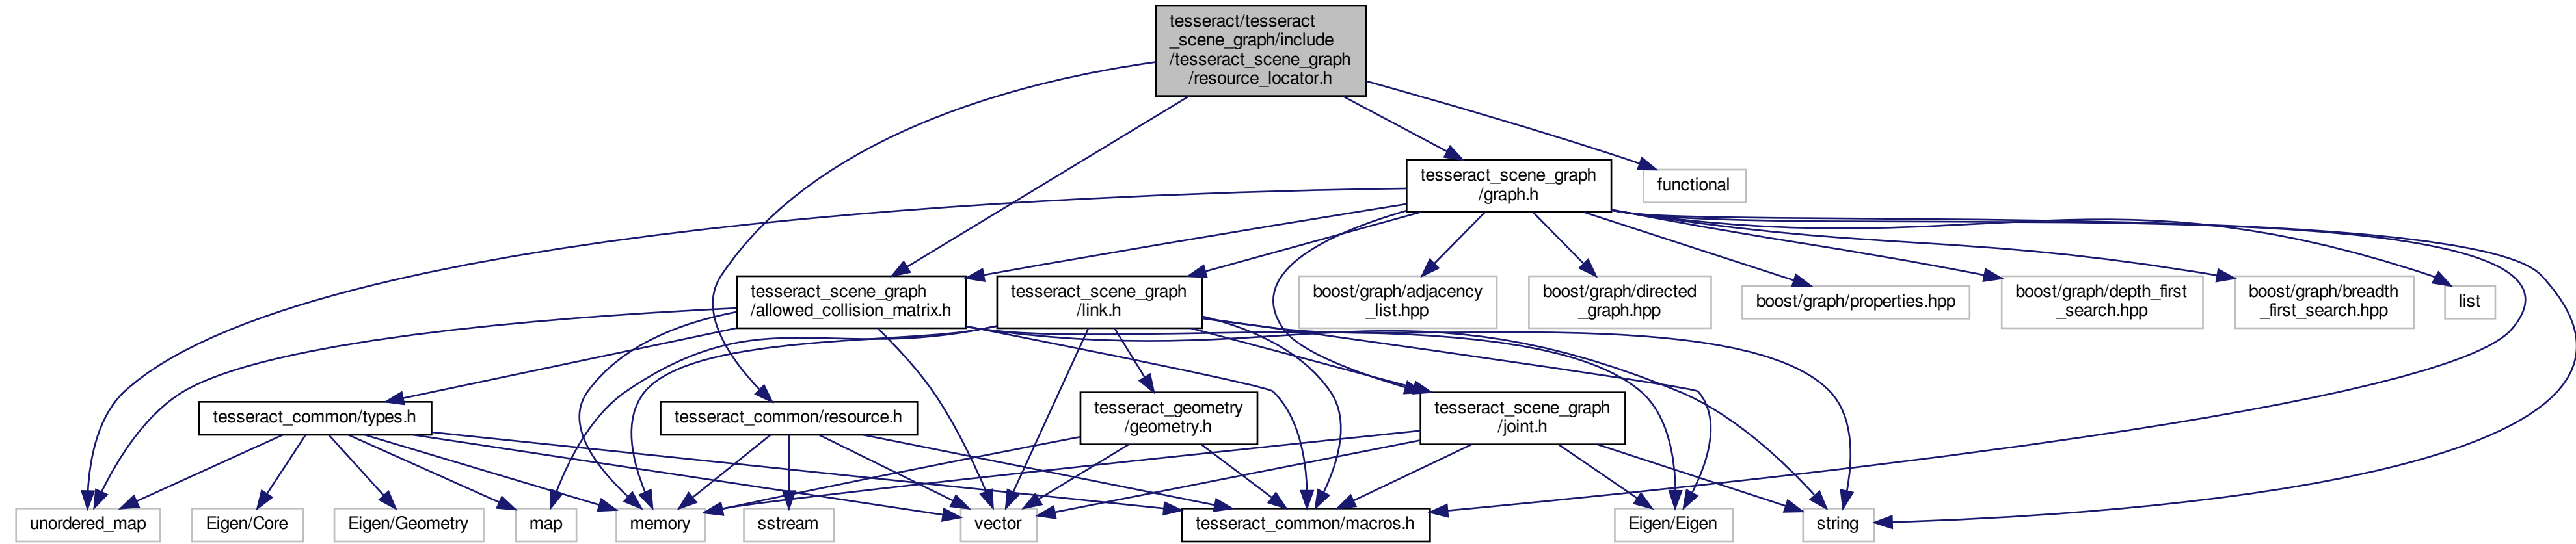 tesseract/tesseract
_scene_graph/include
/tesseract_scene_graph
/resource_locator.h
tesseract_scene_graph
/graph.h
functional
tesseract_scene_graph
/allowed_collision_matrix.h
tesseract_scene_graph
/link.h
boost/graph/adjacency
_list.hpp
boost/graph/directed
_graph.hpp
boost/graph/properties.hpp
boost/graph/depth_first
_search.hpp
boost/graph/breadth
_first_search.hpp
list
tesseract_common/types.h
tesseract_common/resource.h
tesseract_geometry
/geometry.h
tesseract_scene_graph
/joint.h
unordered_map
Eigen/Core
Eigen/Geometry
map
memory
sstream
vector
tesseract_common/macros.h
Eigen/Eigen
string